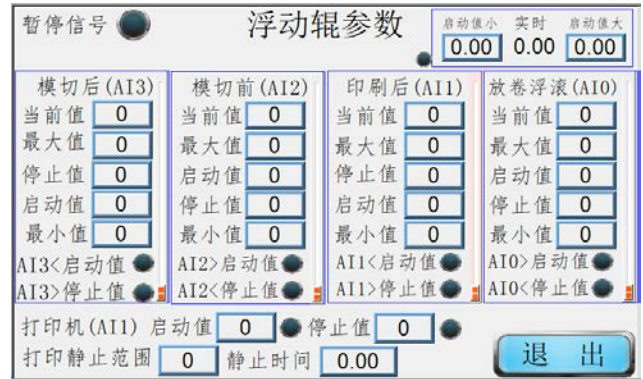 暂停信号 浮动辊参数 启动值小 实时 启动值大
0.00 0.00 0.00
模切后(AI3) 模切前(AI2) 印刷后(AI1) 放卷浮滚(AI0)
当前值 0 当前值 0 当前值 0 当前值 0
最大值 0 最大值 0 最大值 0 最大值 0
停止值 0 启动值 0 停止值 0 启动值 0
启动值 0 停止值 0 启动值 0 停止值 0
最小值 0 最小值 0 最小值 0 最小值 0
AI3<启动值 AI2>启动值 AI1<启动值 AI0>启动值
AI3>停止值 AI2<停止值 AI1>停止值 AI0<停止值
打印机(AI1) 启动值 0 停止值 0
打印静止范围 0 静止时间 0.00 退 出